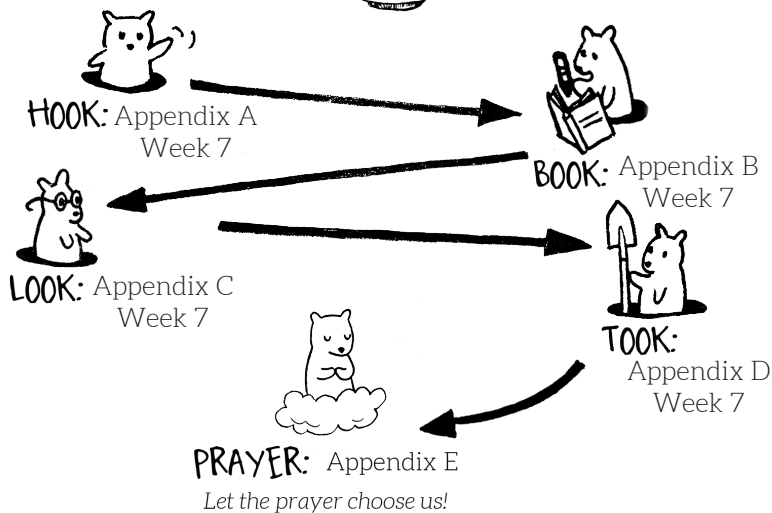 HOOK: Appendix A
Week 7
BOOK: Appendix B
Week 7
LOOK: Appendix C
Week 7
TOOK:
Appendix D
Week 7
PRAYER: Appendix E
Let the prayer choose us!